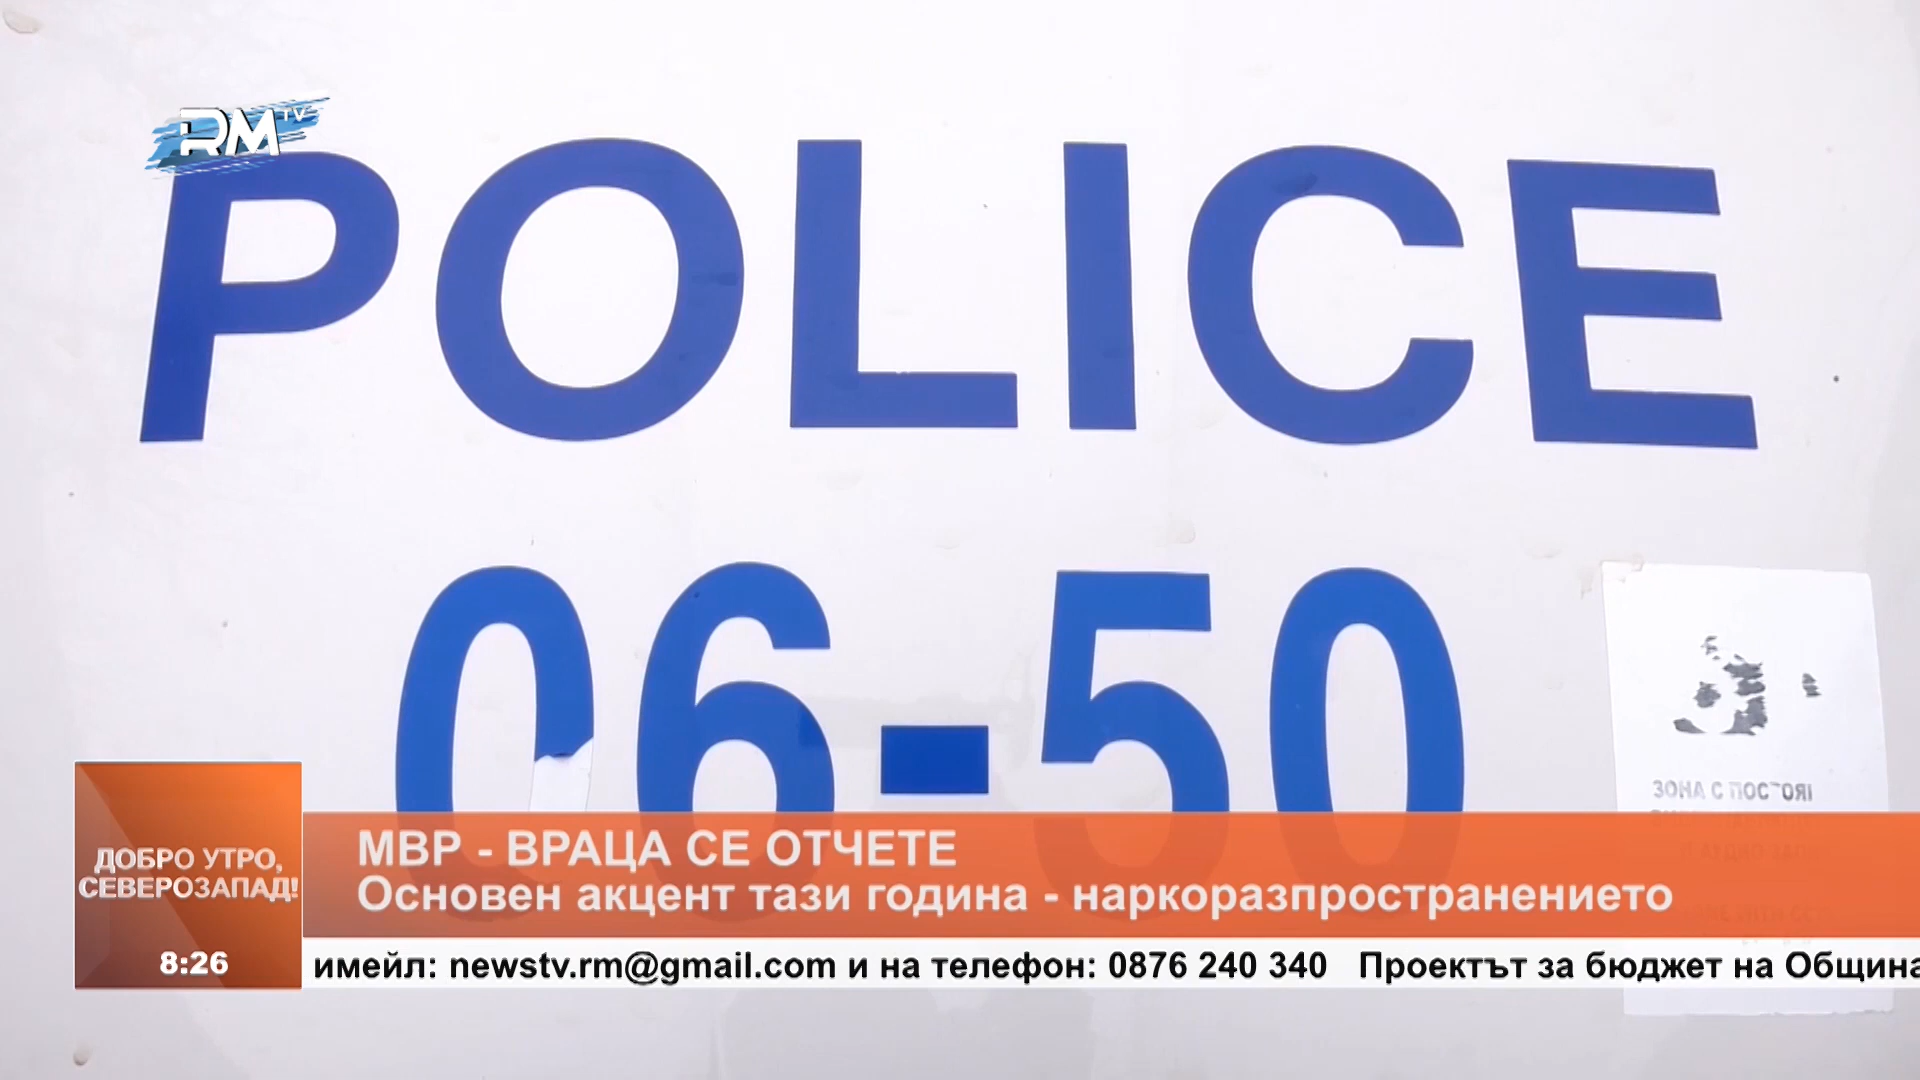 RM TV
POLICE
06-50
ЗОНА С ПОСТОЯ
МВР - ВРАЦА СЕ ОТЧЕТЕ
Основен акцент тази година - наркоразпространението
ДОБРО УТРО,
СЕВЕРОЗАПАД!
8:26
имейл: newstv.rm@gmail.com и на телефон: 0876 240 340 Проектът за бюджет на Община